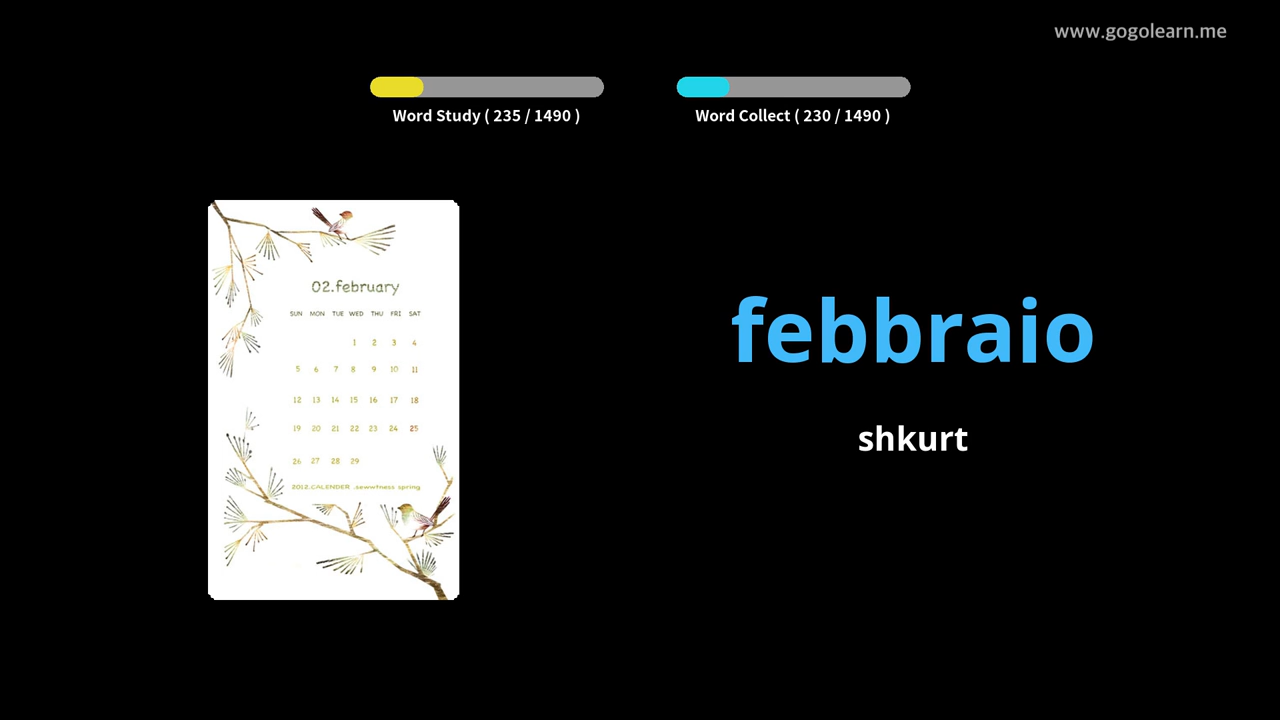 www.gogolearn.me
Word Study ( 235 / 1490 )
Word Collect ( 230 / 1490 )
02.february
SUN MON TUE WED THU FRI SAT
1 2 3 4
5 6 7 8 9 10 11
12 13 14 15 16 17 18
19 20 21 22 23 24 25
26 27 28 29
2012.CALENDER .sewwtness spring
febbraio
shkurt